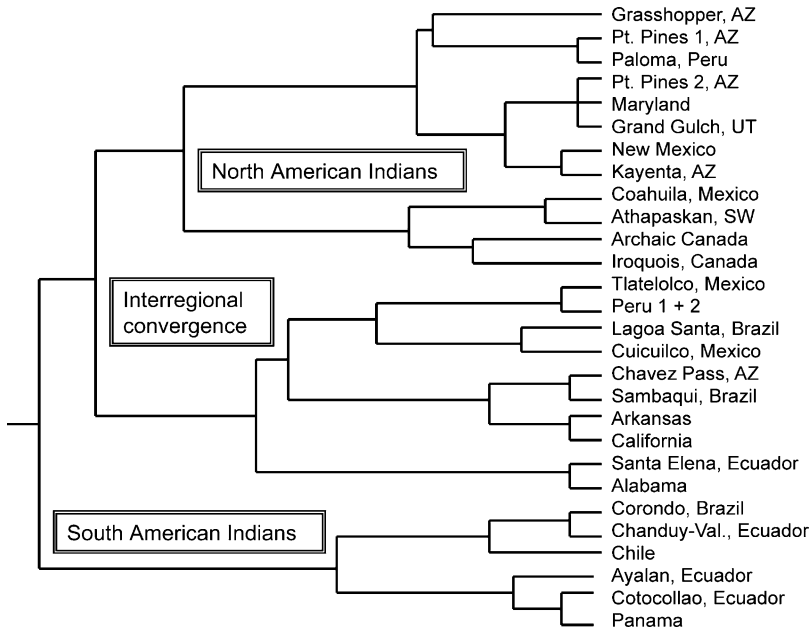 Grasshopper, AZ
Pt. Pines 1, AZ
Paloma, Peru
Pt. Pines 2, AZ
Maryland
Grand Gulch, UT
New Mexico
Kayenta, AZ
North American Indians
Coahuila, Mexico
Athapaskan, SW
Archaic Canada
Iroquois, Canada
Tlatelolco, Mexico
Peru 1 + 2
Interregional
convergence
Lagoa Santa, Brazil
Cuicuilco, Mexico
Chavez Pass, AZ
Sambaqui, Brazil
Arkansas
California
Santa Elena, Ecuador
Alabama
Corondo, Brazil
Chanduy-Val., Ecuador
South American Indians
Chile
Ayalan, Ecuador
Cotocollao, Ecuador
Panama